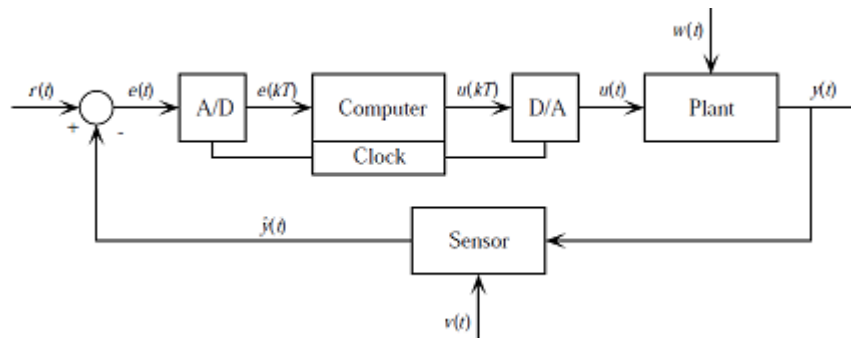 w(t)
r(t) e(t) A/D e(kT) Computer u(kT) D/A u(t) Plant y(t)
+ - Clock
ŷ(t) Sensor
v(t)